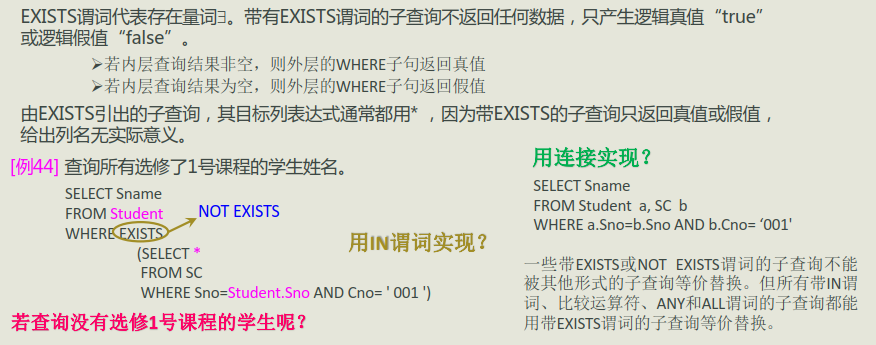 EXISTS谓词代表存在量词∃。带有EXISTS谓词的子查询不返回任何数据，只产生逻辑真值“true”
或逻辑假值“false”。
➢若内层查询结果非空，则外层的WHERE子句返回真值
➢若内层查询结果为空，则外层的WHERE子句返回假值
由EXISTS引出的子查询，其目标列表达式通常都用* ，因为带EXISTS的子查询只返回真值或假值，
给出列名无实际意义。
[例44] 查询所有选修了1号课程的学生姓名。
SELECT Sname
FROM Student
WHERE EXISTS
(SELECT *
FROM SC
WHERE Sno=Student.Sno AND Cno= ' 001 ')
NOT EXISTS
用IN谓词实现？
若查询没有选修1号课程的学生呢？
用连接实现？
SELECT Sname
FROM Student a, SC b
WHERE a.Sno=b.Sno AND b.Cno= ‘001'
一些带EXISTS或NOT EXISTS谓词的子查询不能
被其他形式的子查询等价替换。但所有带IN谓
词、比较运算符、ANY和ALL谓词的子查询都能
用带EXISTS谓词的子查询等价替换。